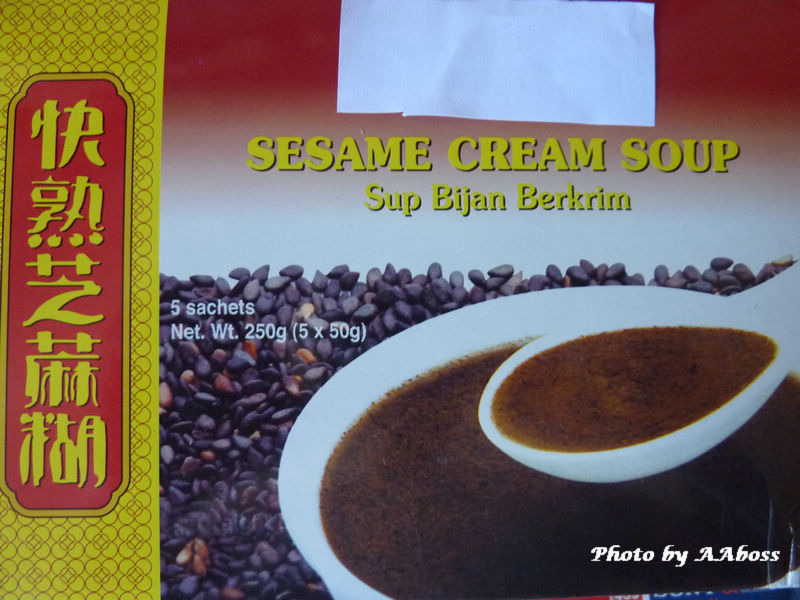 快熟芝蔴糊
SESAME CREAM SOUP
Sup Bijan Berkrim
5 sachets
Net. Wt. 250g (5 x 50g)
Photo by AAboss